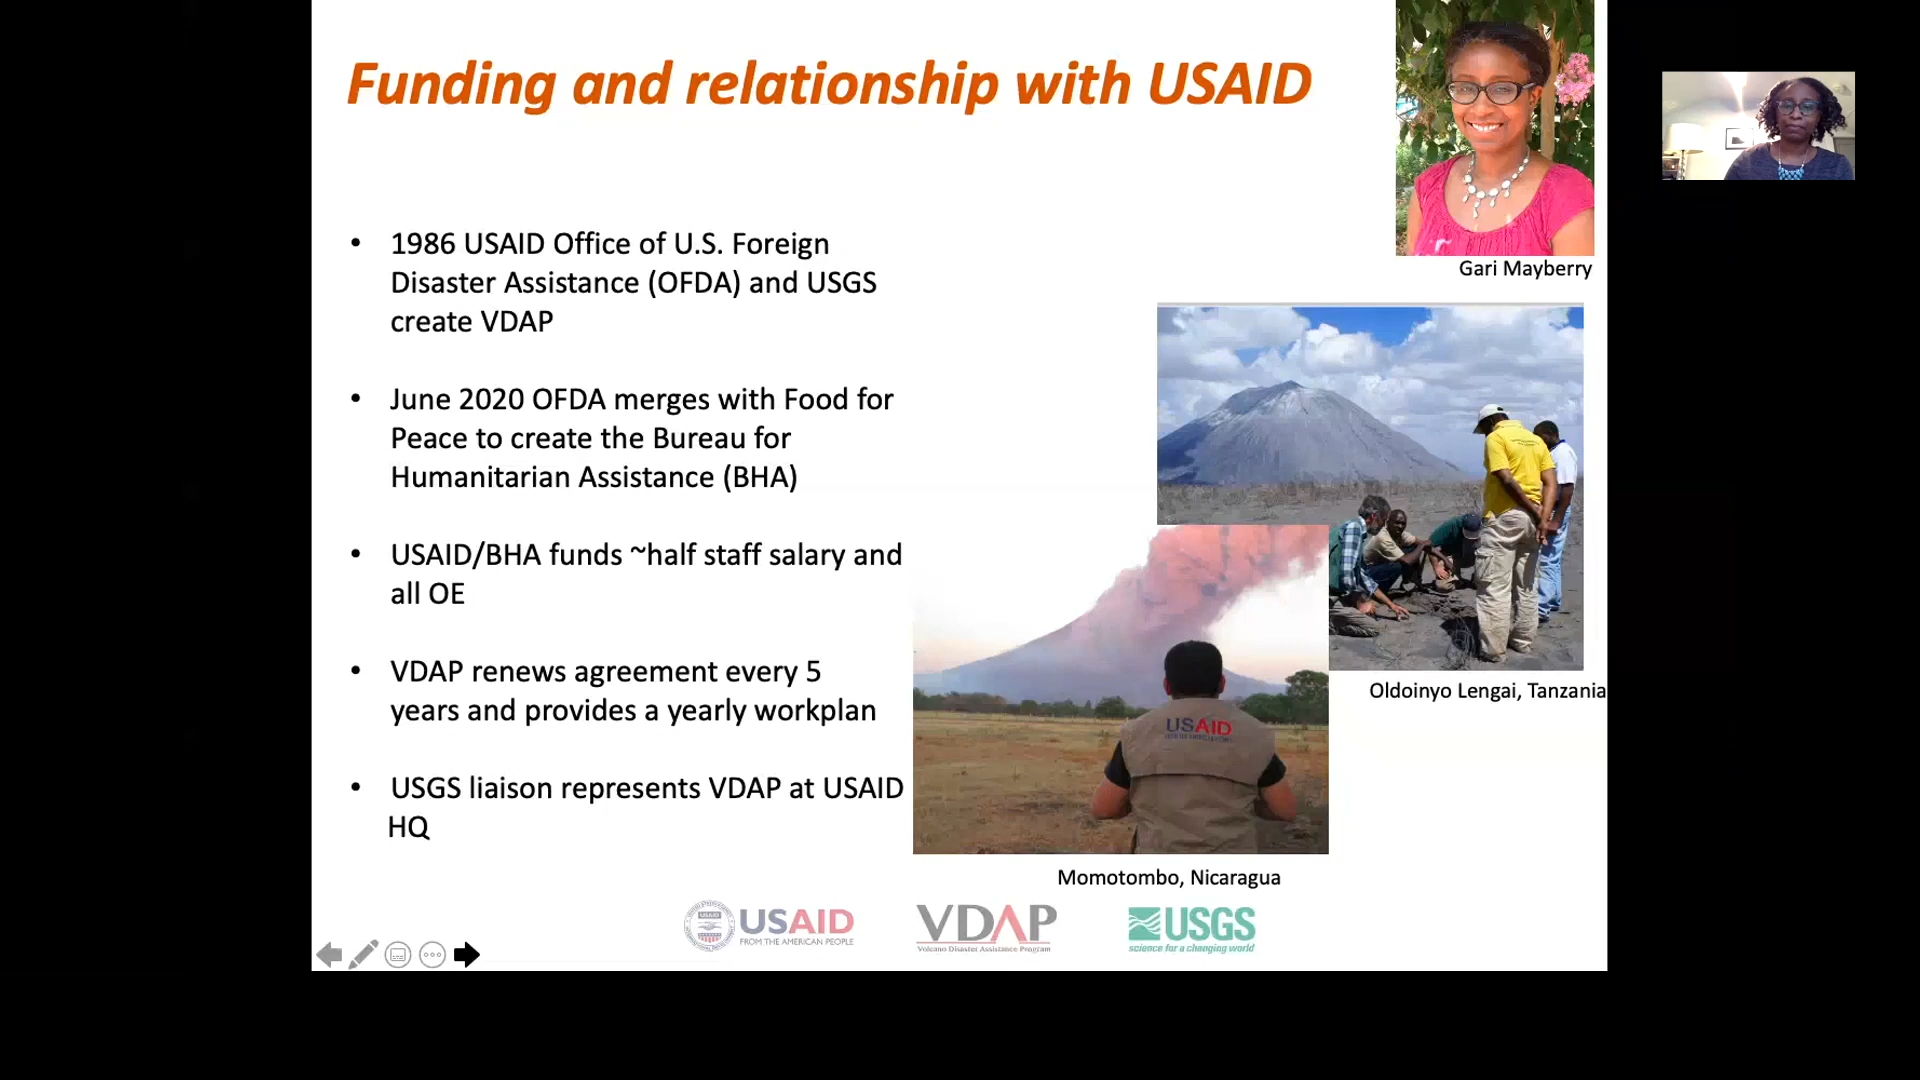 Funding and relationship with USAID
Gari Mayberry
• 1986 USAID Office of U.S. Foreign
Disaster Assistance (OFDA) and USGS
create VDAP
• June 2020 OFDA merges with Food for
Peace to create the Bureau for
Humanitarian Assistance (BHA)
• USAID/BHA funds ~half staff salary and
all OE
• VDAP renews agreement every 5
years and provides a yearly workplan
• USGS liaison represents VDAP at USAID
HQ
Oldoinyo Lengai, Tanzania
USAID
Momotombo, Nicaragua
USAID
FROM THE AMERICAN PEOPLE
VDAP
Volcano Disaster Assistance Program
USGS
science for a changing world